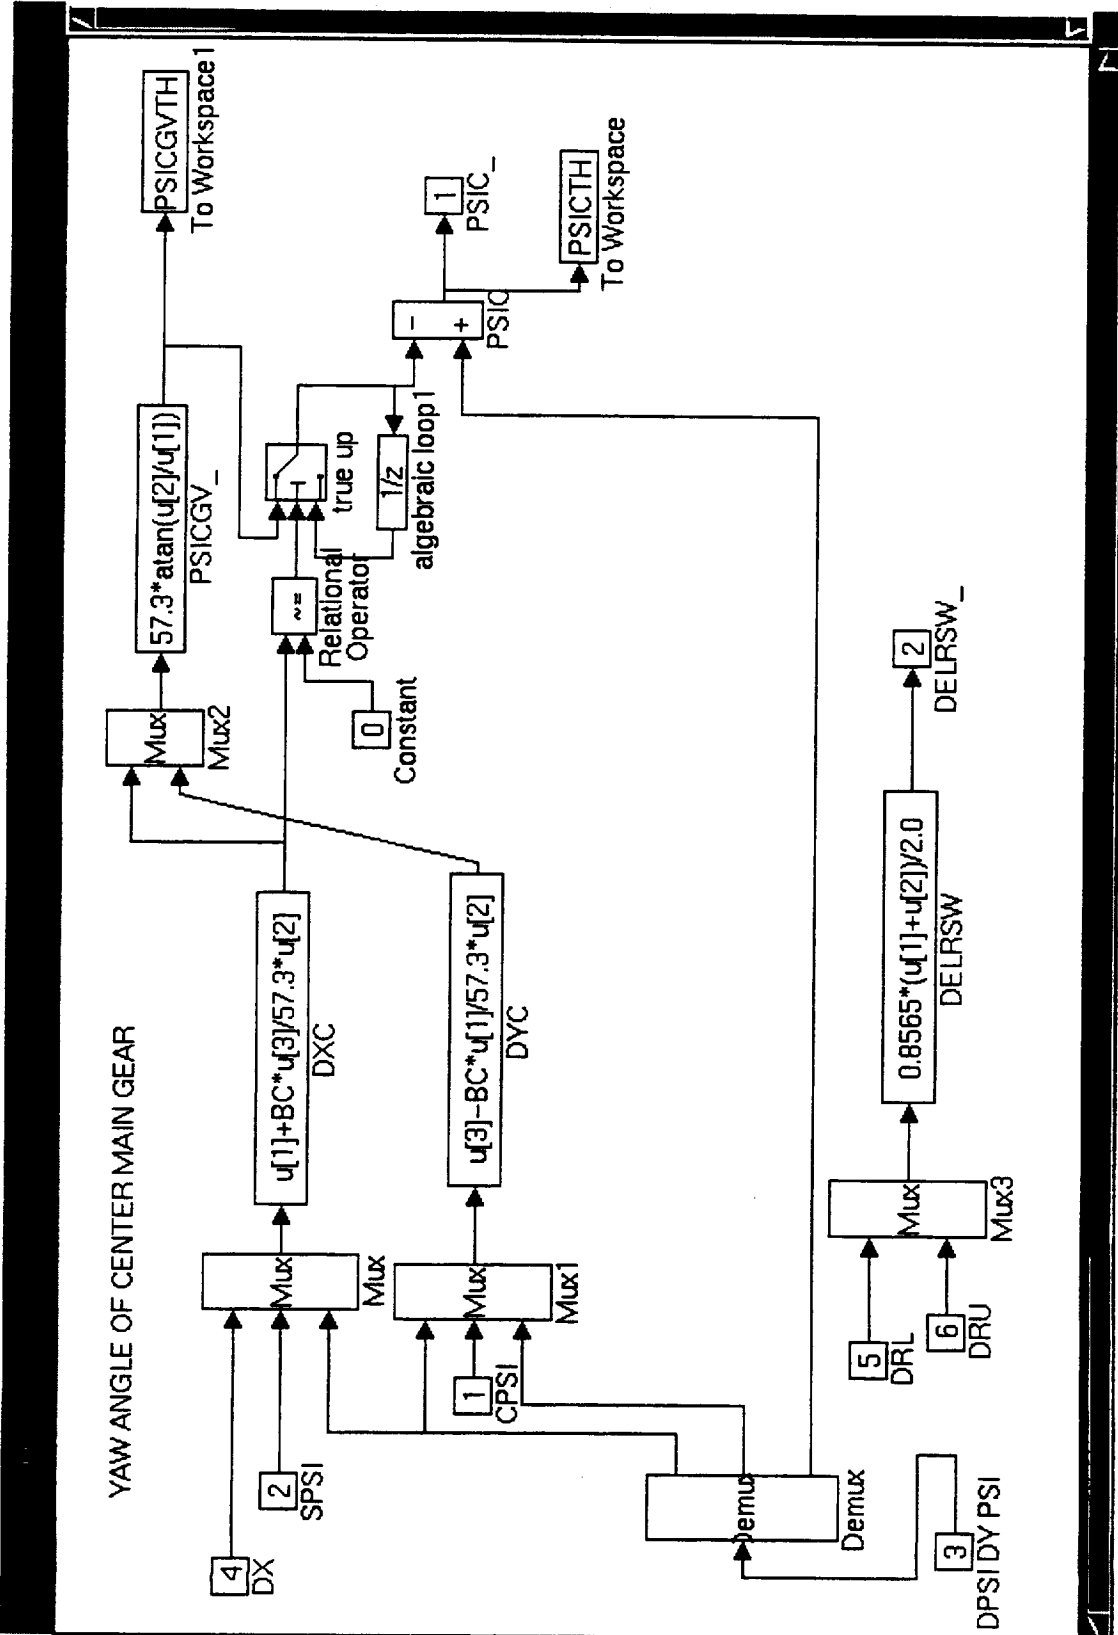 YAW ANGLE OF CENTER MAIN GEAR
4
DX
2
SPSI
Mux
Mux
u[1]+BC*u[3]/57.3*u[2]
DXC
Mux
Mux2
57.3*atan(u[2]/u[1])
PSICGV_
PSICGVTH
To Workspace1
0
Constant
~=
Relational
Operator
true up
1/z
algebraic loop1
1
CPSI
Mux
Mux1
u[3]-BC*u[1]/57.3*u[2]
DYC
-
+
PSIC
1
PSIC_
PSICTH
To Workspace
3
DPSI DY PSI
Demux
Demux
5
DRL
6
DRU
Mux
Mux3
0.8565*(u[1]+u[2])/2.0
DELRSW
2
DELRSW_